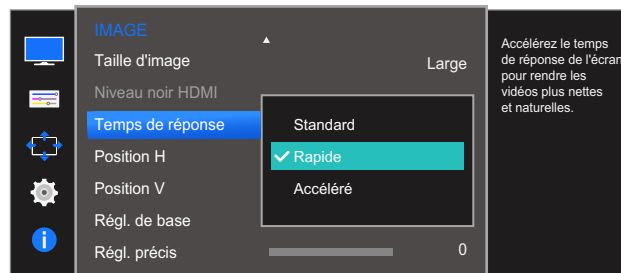 IMAGE
Taille d'image Large
Niveau noir HDMI
Temps de réponse
Standard
Position H
Rapide
Position V
Accéléré
Régl. de base
Régl. précis 0
Accélérez le temps
de réponse de l'écran
pour rendre les
vidéos plus nettes
et naturelles.